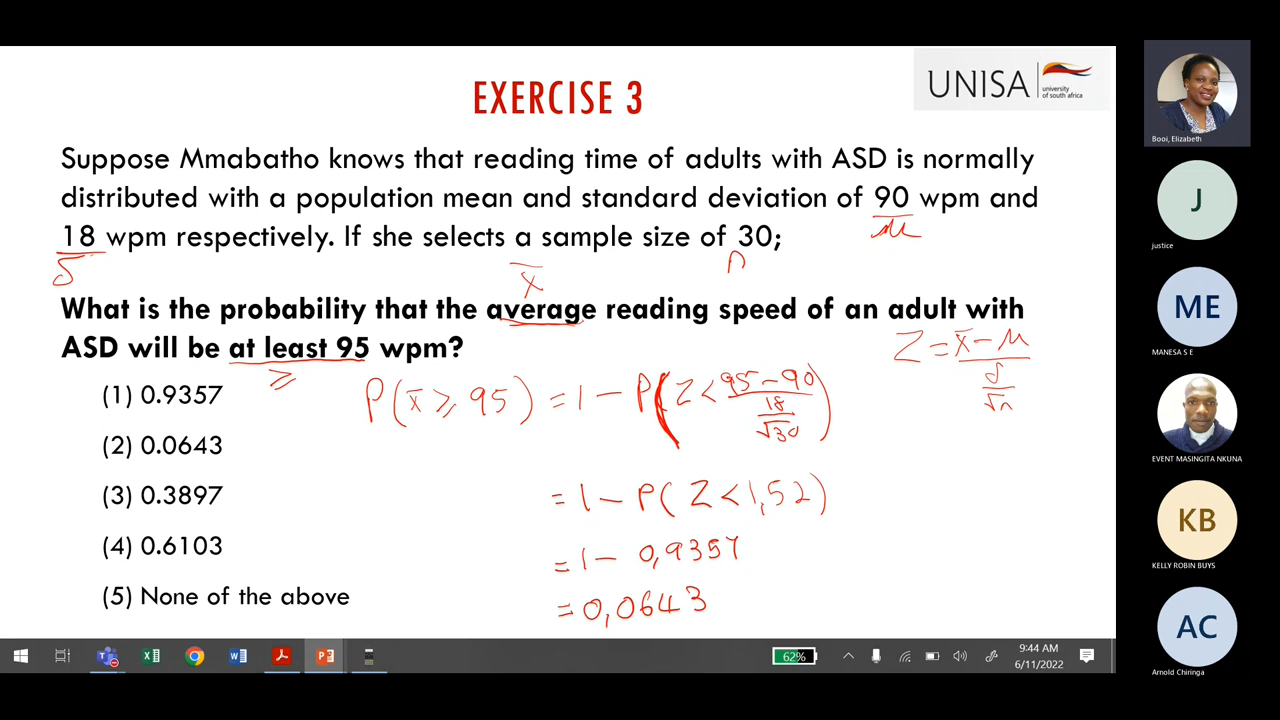 EXERCISE 3
UNISA
university
of south africa
Suppose Mmabatho knows that reading time of adults with ASD is normally
distributed with a population mean and standard deviation of 90 wpm and
18 wpm respectively. If she selects a sample size of 30;
μ
δ
x̄
n
What is the probability that the average reading speed of an adult with
ASD will be at least 95 wpm?
≥
Z = x̄ - μ / δ/√n
(1) 0.9357
(2) 0.0643
(3) 0.3897
(4) 0.6103
(5) None of the above
P(x̄ ≥ 95) = 1 - P(Z < 95-90 / 18/√30)
= 1 - P(Z < 1,52)
= 1 - 0,9357
= 0,0643
Booi, Elizabeth
J
justice
ME
MANESA S E
EVENT MASINGITA NKUNA
KB
KELLY ROBIN BUYS
AC
Arnold Chiringa
62%
9:44 AM
6/11/2022